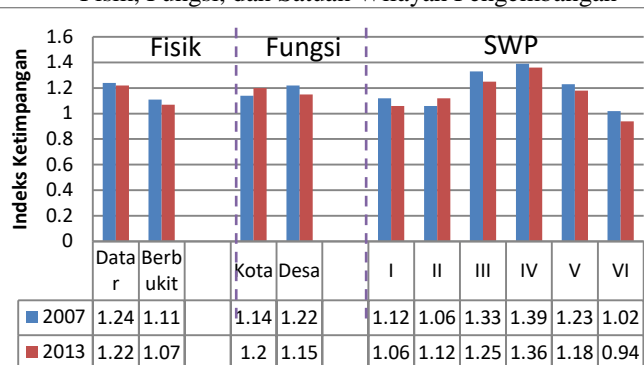 Fisik, Fungsi, dan Satuan Wilayah Pengembangan
Fisik Fungsi SWP
Indeks Ketimpangan
1.6
1.4
1.2
1
0.8
0.6
0.4
0.2
0
Data
r
Berb
ukit
Kota Desa I II III IV V VI
2007 1.24 1.11 1.14 1.22 1.12 1.06 1.33 1.39 1.23 1.02
2013 1.22 1.07 1.2 1.15 1.06 1.12 1.25 1.36 1.18 0.94